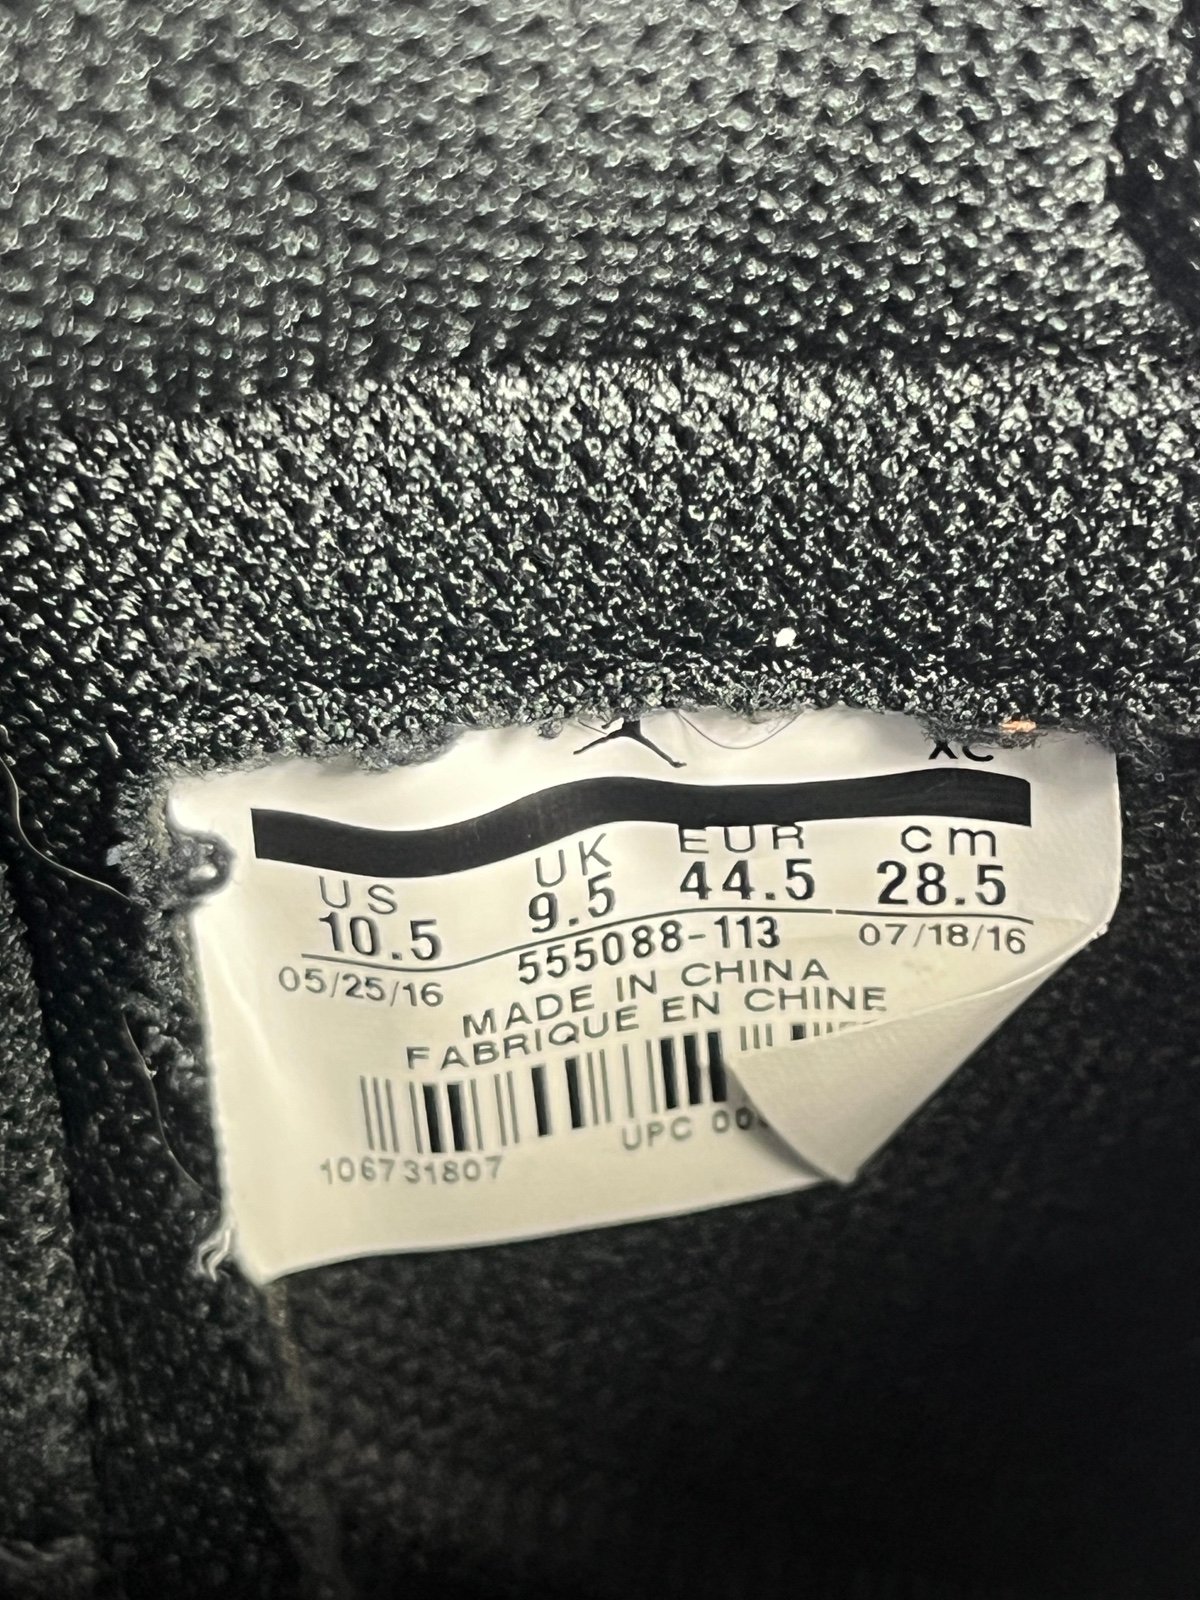 XC
US UK EUR cm
10.5 9.5 44.5 28.5
05/25/16 555088-113 07/18/16
MADE IN CHINA
FABRIQUE EN CHINE
UPC 00
106731807